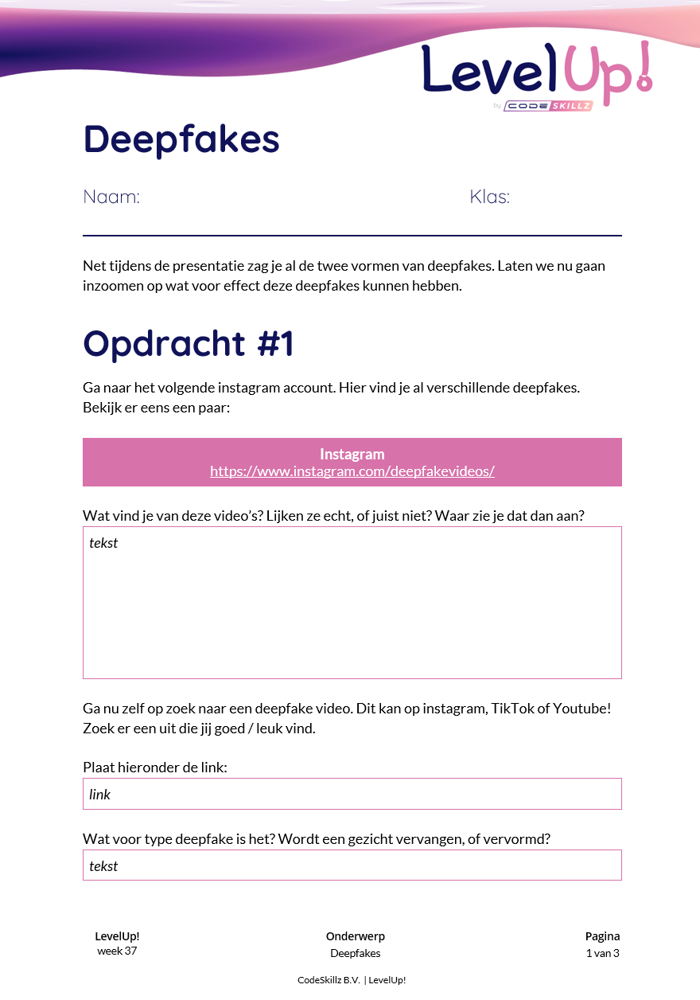 LevelUp!
by CODESKILLZ
Deepfakes
Naam: Klas:
Net tijdens de presentatie zag je al de twee vormen van deepfakes. Laten we nu gaan
inzoomen op wat voor effect deze deepfakes kunnen hebben.
Opdracht #1
Ga naar het volgende instagram account. Hier vind je al verschillende deepfakes.
Bekijk er eens een paar:
Instagram
https://www.instagram.com/deepfakevideos/
Wat vind je van deze video’s? Lijken ze echt, of juist niet? Waar zie je dat dan aan?
tekst
Ga nu zelf op zoek naar een deepfake video. Dit kan op instagram, TikTok of Youtube!
Zoek er een uit die jij goed / leuk vind.
Plaat hieronder de link:
link
Wat voor type deepfake is het? Wordt een gezicht vervangen, of vervormd?
tekst
LevelUp! Onderwerp Pagina
week 37 Deepfakes 1 van 3
CodeSkillz B.V. | LevelUp!